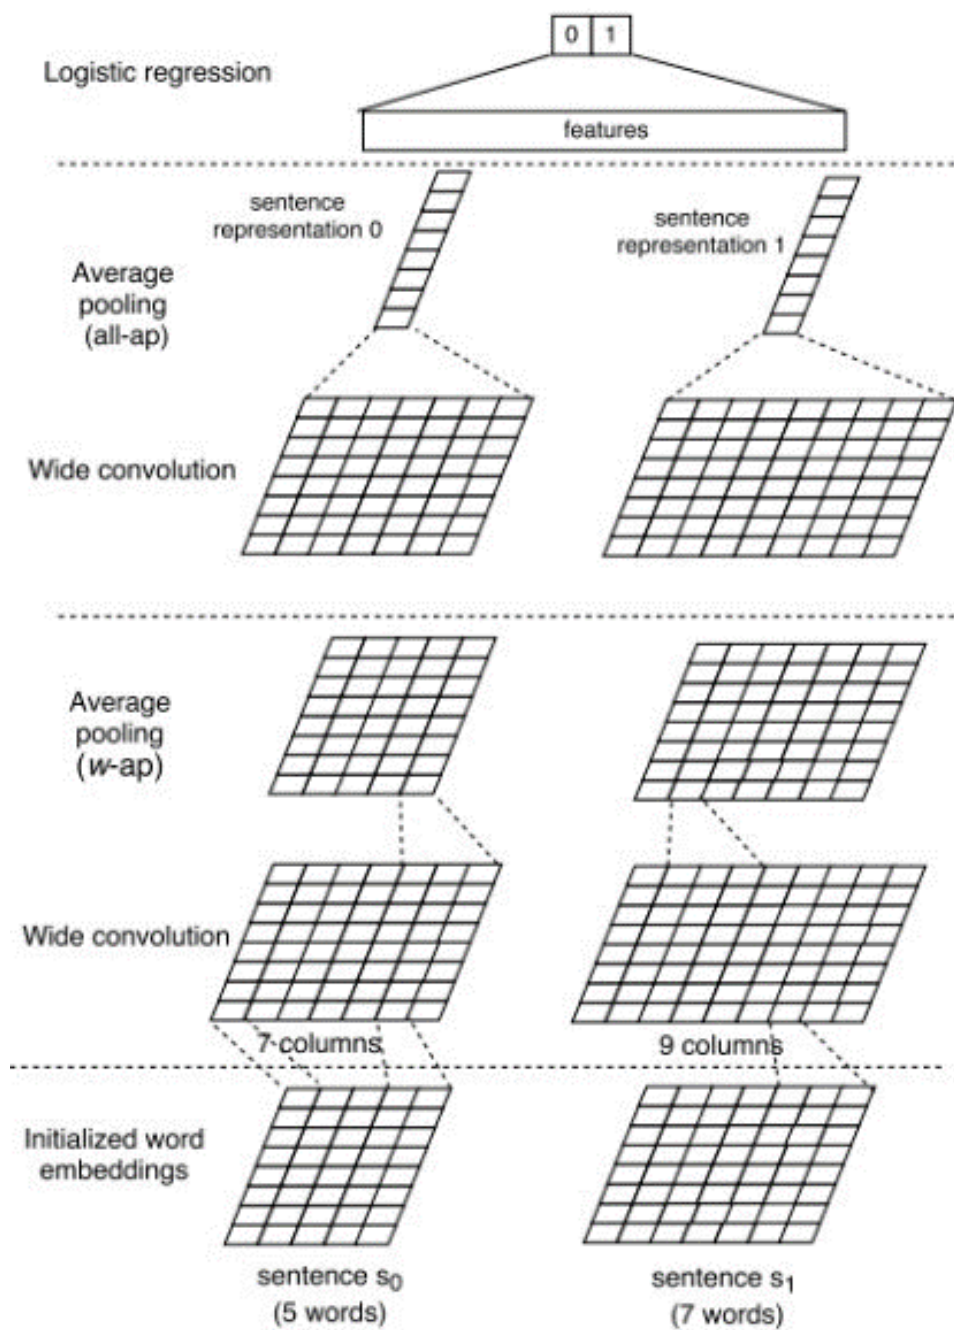 0 1
Logistic regression
features
sentence
representation 0
sentence
representation 1
Average
pooling
(all-ap)
Wide convolution
Average
pooling
(w-ap)
Wide convolution
7 columns
9 columns
Initialized word
embeddings
sentence s0
(5 words)
sentence s1
(7 words)